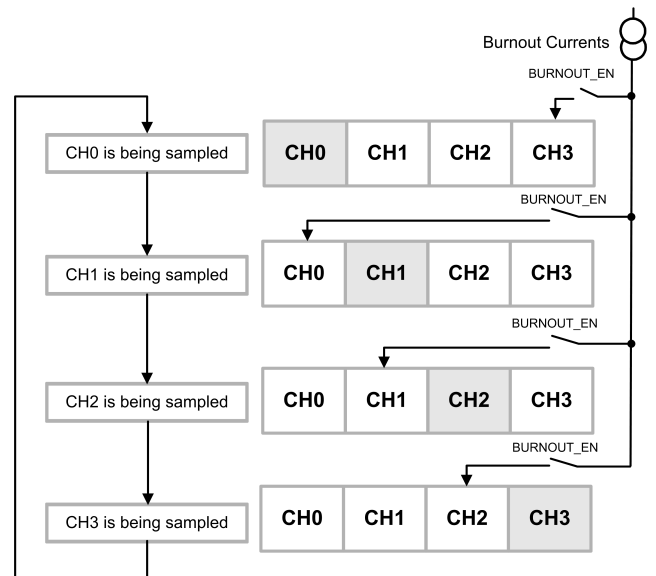 Burnout Currents
BURNOUT_EN
CH0 is being sampled
CH0 CH1 CH2 CH3
BURNOUT_EN
CH1 is being sampled
CH0 CH1 CH2 CH3
BURNOUT_EN
CH2 is being sampled
CH0 CH1 CH2 CH3
BURNOUT_EN
CH3 is being sampled
CH0 CH1 CH2 CH3